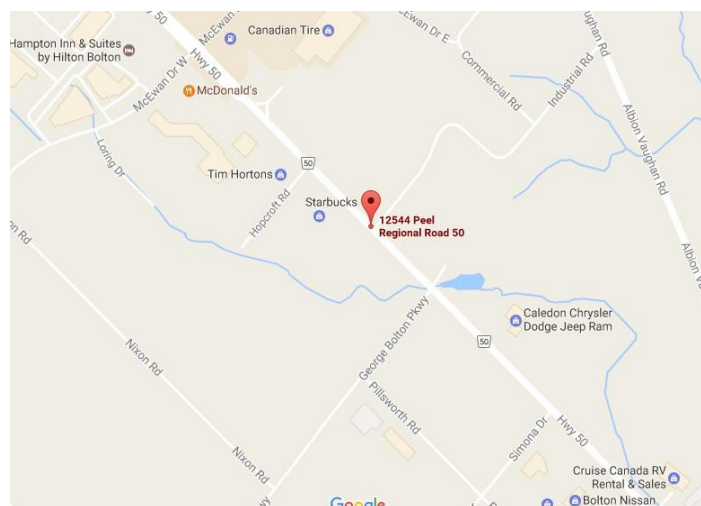 50
Canadian Tire
McEwan Dr E
Hampton Inn & Suites
by Hilton Bolton
McEwan Dr W
Hwy 50
Commercial Rd
Industrial Rd
Albion Vaughan Rd
McDonald's
Loring Dr
50
Tim Hortons
Hopcroft Rd
Starbucks
12544 Peel
Regional Road 50
Albion V
on Rd
George Bolton Pkwy
Caledon Chrysler
Dodge Jeep Ram
50
Nixon Rd
Pillsworth Rd
Simona Dr
Hwy 50
Nixon Rd
Cruise Canada RV
Rental & Sales
Bolton Nissan
Google